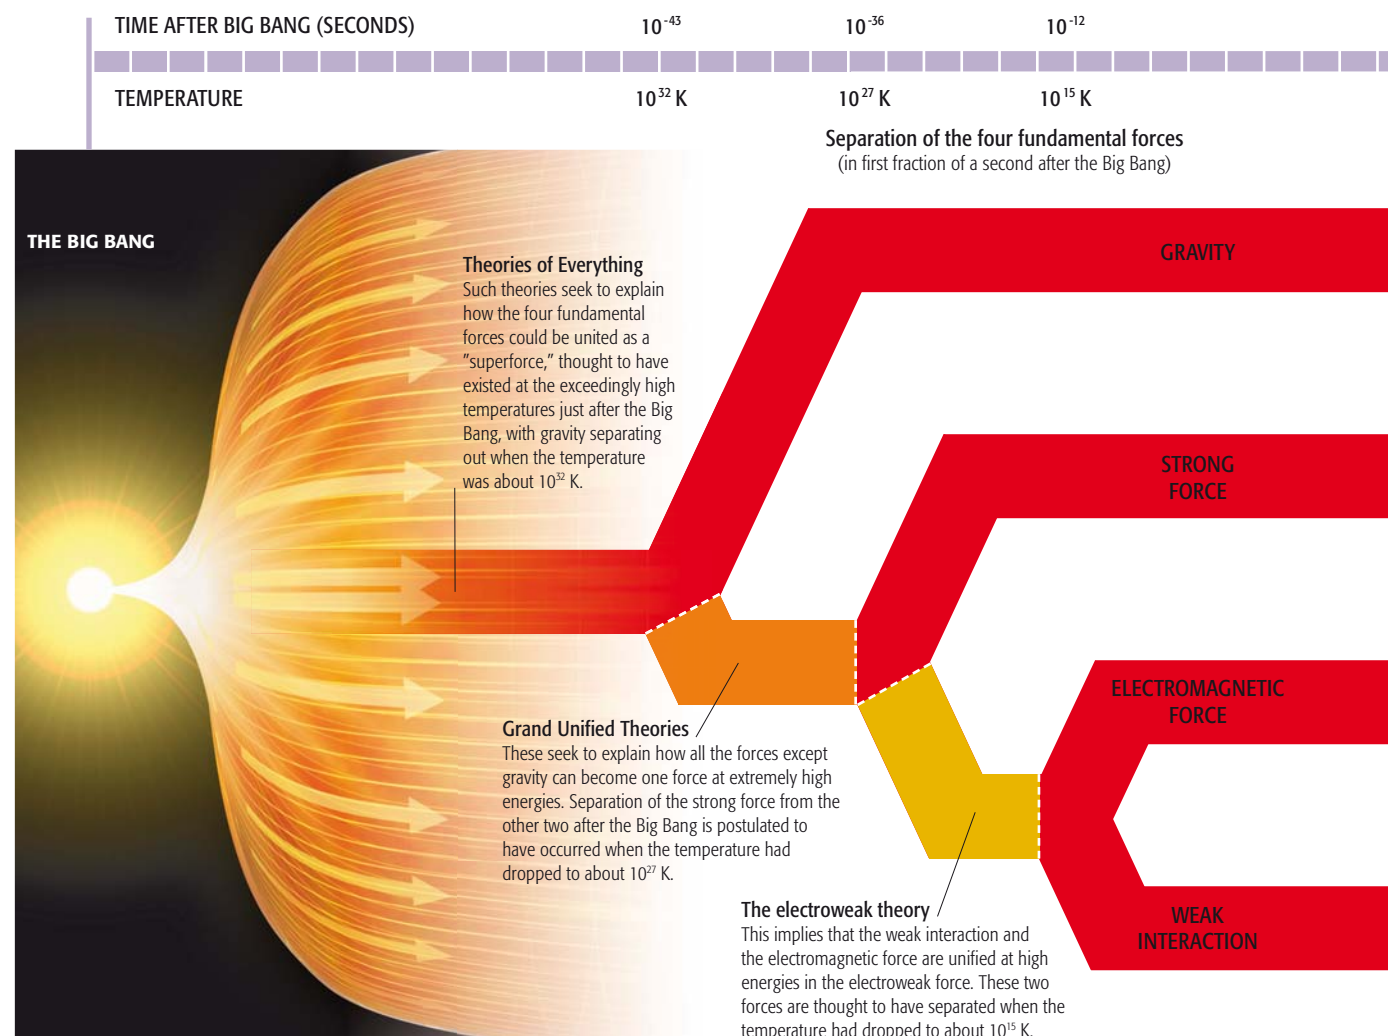 TIME AFTER BIG BANG (SECONDS)
10⁻⁴³
10⁻³⁶
10⁻¹²
TEMPERATURE
10³² K
10²⁷ K
10¹⁵ K
Separation of the four fundamental forces
(in first fraction of a second after the Big Bang)
THE BIG BANG
GRAVITY
Theories of Everything
Such theories seek to explain
how the four fundamental
forces could be united as a
"superforce," thought to have
existed at the exceedingly high
temperatures just after the Big
Bang, with gravity separating
out when the temperature
was about 10³² K.
STRONG
FORCE
ELECTROMAGNETIC
FORCE
Grand Unified Theories
These seek to explain how all the forces except
gravity can become one force at extremely high
energies. Separation of the strong force from the
other two after the Big Bang is postulated to
have occurred when the temperature had
dropped to about 10²⁷ K.
The electroweak theory
This implies that the weak interaction and
the electromagnetic force are unified at high
energies in the electroweak force. These two
forces are thought to have separated when the
temperature had dropped to about 10¹⁵ K.
WEAK
INTERACTION